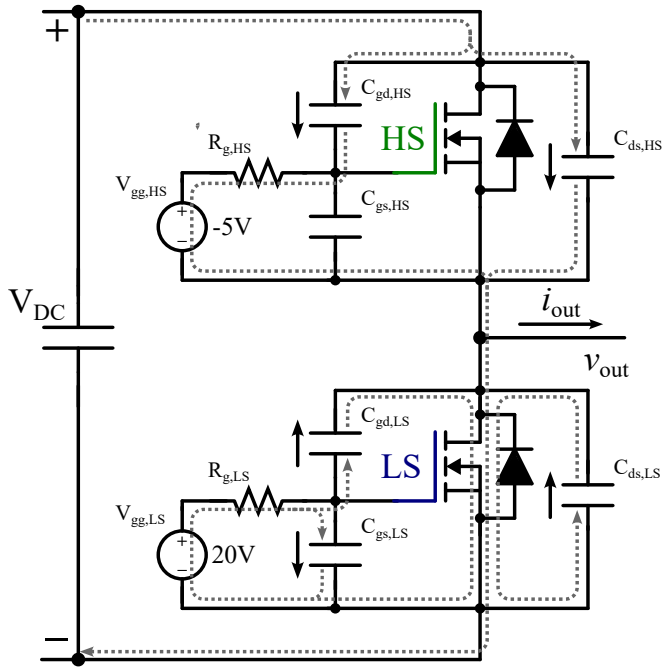 +
C_gd,HS
R_g,HS
HS
C_ds,HS
V_gg,HS
C_gs,HS
+
-5V
−
V_DC
i_out
v_out
C_gd,LS
R_g,LS
LS
C_ds,LS
V_gg,LS
C_gs,LS
+
20V
−
−